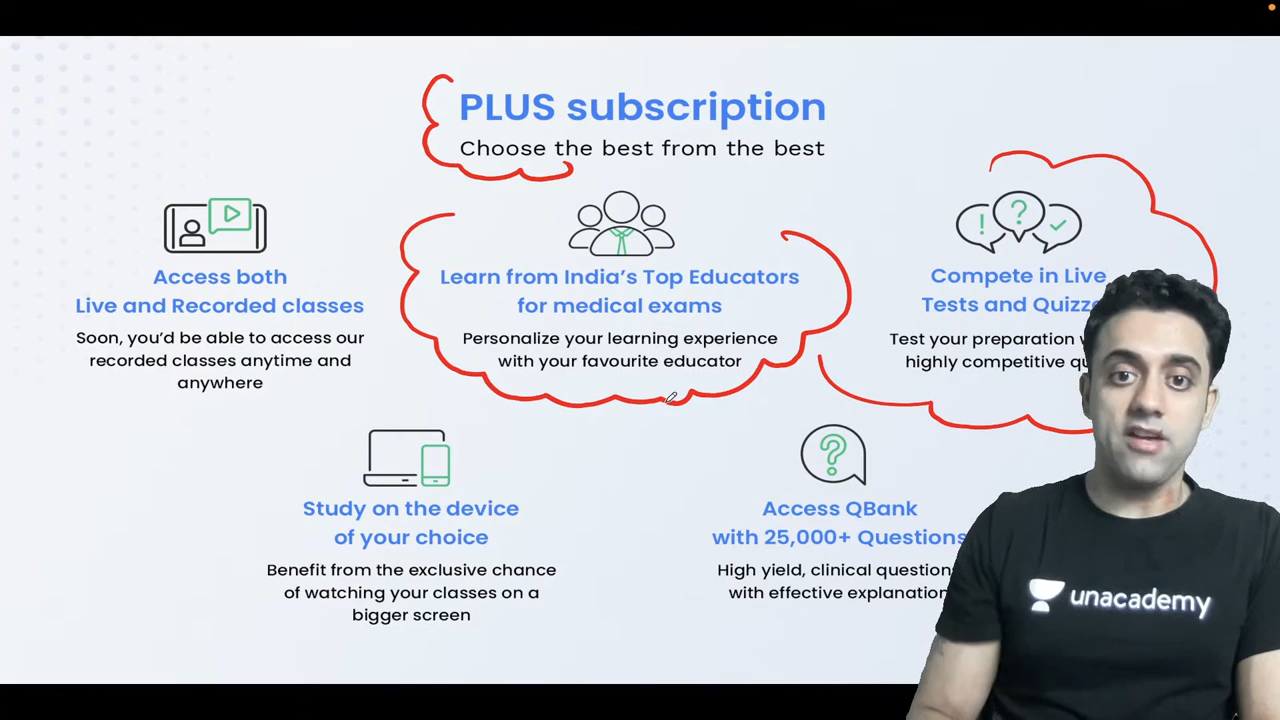 PLUS subscription
Choose the best from the best
Access both
Live and Recorded classes
Soon, you'd be able to access our
recorded classes anytime and
anywhere
Learn from India's Top Educators
for medical exams
Personalize your learning experience
with your favourite educator
Compete in Live
Tests and
Test your preparation
highly competitive
Study on the device
of your choice
Benefit from the exclusive chance
of watching your classes on a
bigger screen
Access QBank
with 25,000+ Questions
High yield, clinical
with effective
unacademy